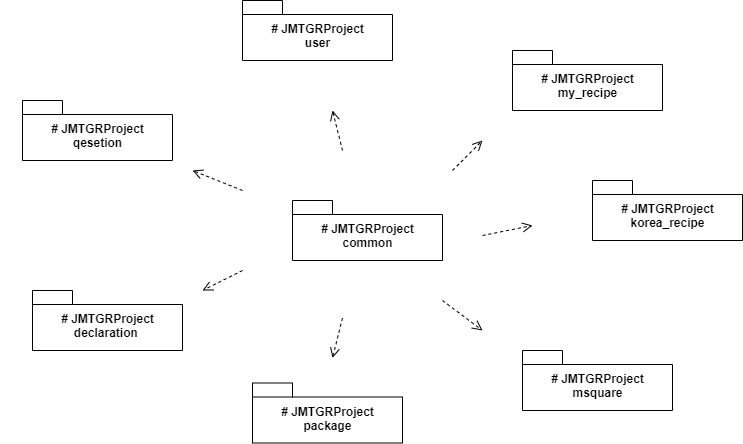 # JMTGRProject
user
# JMTGRProject
my_recipe
# JMTGRProject
qesetion
# JMTGRProject
korea_recipe
# JMTGRProject
common
# JMTGRProject
declaration
# JMTGRProject
msquare
# JMTGRProject
package